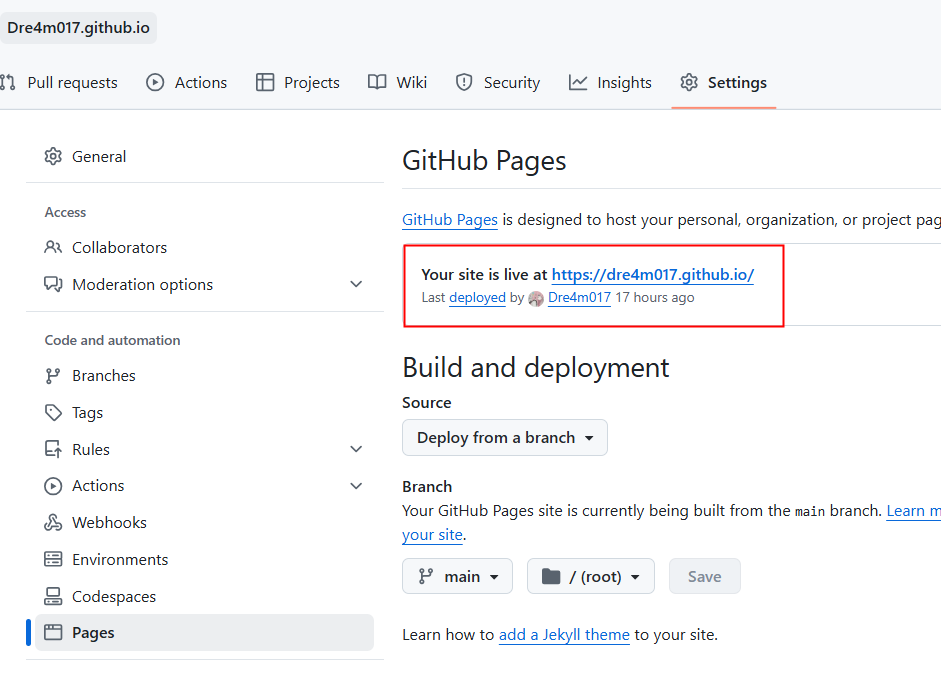 Dre4m017.github.io
Pull requests Actions Projects Wiki Security Insights Settings
General
Access
Collaborators
Moderation options
Code and automation
Branches
Tags
Rules
Actions
Webhooks
Environments
Codespaces
Pages
GitHub Pages
GitHub Pages is designed to host your personal, organization, or project pag
Your site is live at https://dre4m017.github.io/
Last deployed by Dre4m017 17 hours ago
Build and deployment
Source
Deploy from a branch
Branch
Your GitHub Pages site is currently being built from the main branch. Learn m
your site.
main / (root) Save
Learn how to add a Jekyll theme to your site.